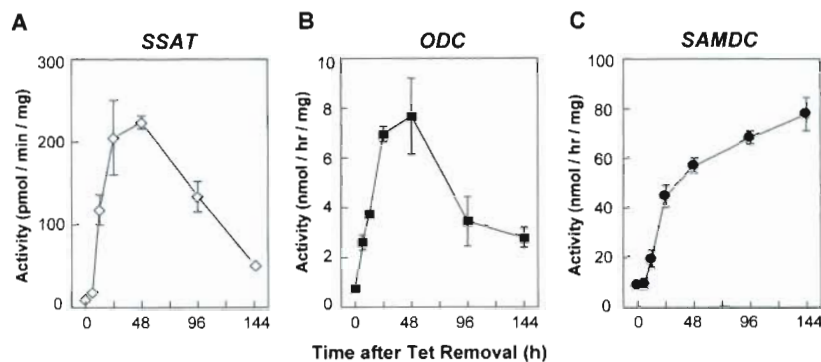 A
SSAT
Activity (pmol / min / mg)
300
200
100
0
0 48 96 144
B
ODC
Activity (nmol / hr / mg)
10
8
6
4
2
0
0 48 96 144
C
SAMDC
Activity (nmol / hr / mg)
100
80
60
40
20
0
0 48 96 144
Time after Tet Removal (h)